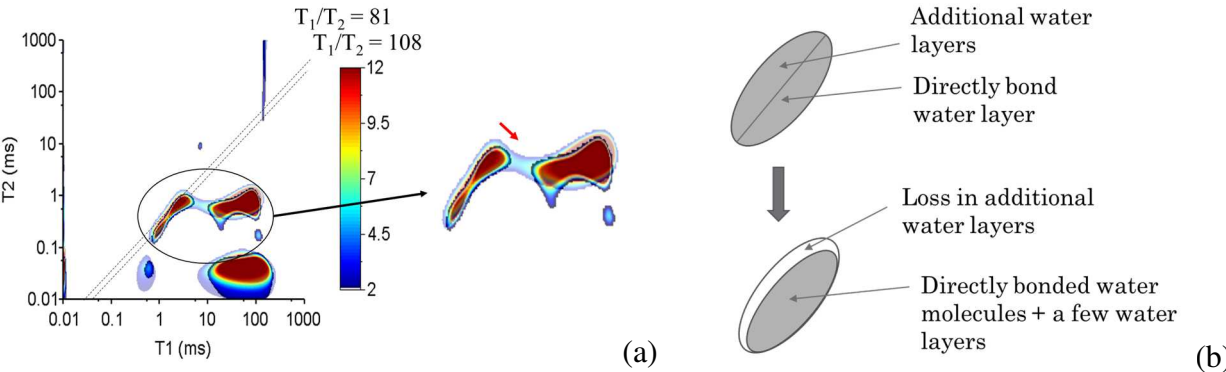 T₁/T₂ = 81
T₁/T₂ = 108
1000
100
10
1
0.1
0.01
T2 (ms)
0.01
0.1
1
10
100
1000
T1 (ms)
12
9.5
7
4.5
2
(a)
Additional water
layers
Directly bond
water layer
Loss in additional
water layers
Directly bonded water
molecules + a few water
layers
(b)